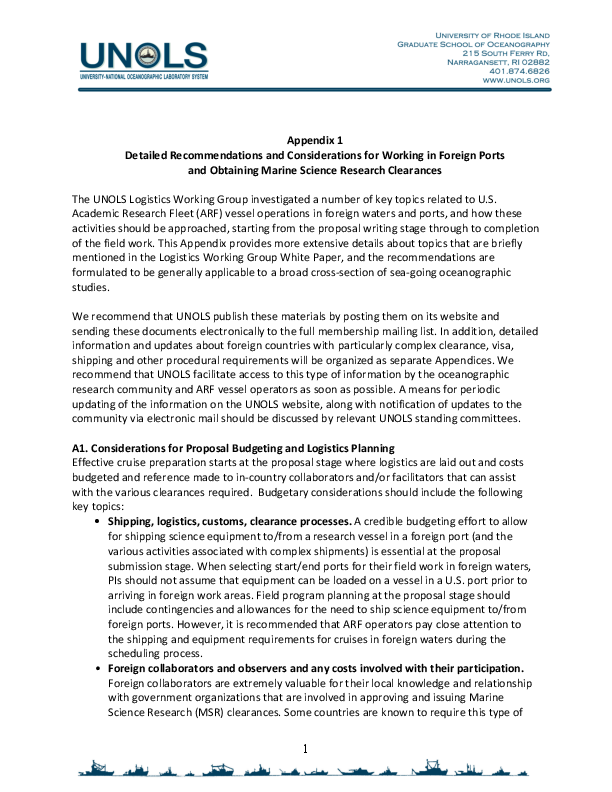 UNOLS
UNIVERSITY-NATIONAL OCEANOGRAPHIC LABORATORY SYSTEM
UNIVERSITY OF RHODE ISLAND
GRADUATE SCHOOL OF OCEANOGRAPHY
215 SOUTH FERRY RD,
NARRAGANSETT, RI 02882
401.874.6826
WWW.UNOLS.ORG
Appendix 1
Detailed Recommendations and Considerations for Working in Foreign Ports
and Obtaining Marine Science Research Clearances
The UNOLS Logistics Working Group investigated a number of key topics related to U.S.
Academic Research Fleet (ARF) vessel operations in foreign waters and ports, and how these
activities should be approached, starting from the proposal writing stage through to completion
of the field work. This Appendix provides more extensive details about topics that are briefly
mentioned in the Logistics Working Group White Paper, and the recommendations are
formulated to be generally applicable to a broad cross-section of sea-going oceanographic
studies.
We recommend that UNOLS publish these materials by posting them on its website and
sending these documents electronically to the full membership mailing list. In addition, detailed
information and updates about foreign countries with particularly complex clearance, visa,
shipping and other procedural requirements will be organized as separate Appendices. We
recommend that UNOLS facilitate access to this type of information by the oceanographic
research community and ARF vessel operators as soon as possible. A means for periodic
updating of the information on the UNOLS website, along with notification of updates to the
community via electronic mail should be discussed by relevant UNOLS standing committees.
A1. Considerations for Proposal Budgeting and Logistics Planning
Effective cruise preparation starts at the proposal stage where logistics are laid out and costs
budgeted and reference made to in-country collaborators and/or facilitators that can assist
with the various clearances required. Budgetary considerations should include the following
key topics:
• Shipping, logistics, customs, clearance processes. A credible budgeting effort to allow
for shipping science equipment to/from a research vessel in a foreign port (and the
various activities associated with complex shipments) is essential at the proposal
submission stage. When selecting start/end ports for their field work in foreign waters,
PIs should not assume that equipment can be loaded on a vessel in a U.S. port prior to
arriving in foreign work areas. Field program planning at the proposal stage should
include contingencies and allowances for the need to ship science equipment to/from
foreign ports. However, it is recommended that ARF operators pay close attention to
the shipping and equipment requirements for cruises in foreign waters during the
scheduling process.
• Foreign collaborators and observers and any costs involved with their participation.
Foreign collaborators are extremely valuable for their local knowledge and relationship
with government organizations that are involved in approving and issuing Marine
Science Research (MSR) clearances. Some countries are known to require this type of
1